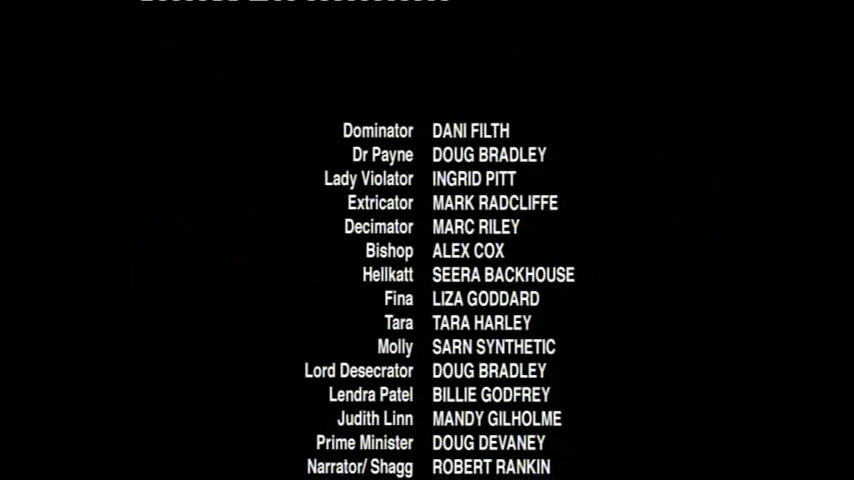 Dominator DANI FILTH
Dr Payne DOUG BRADLEY
Lady Violator INGRID PITT
Extricator MARK RADCLIFFE
Decimator MARC RILEY
Bishop ALEX COX
Hellkatt SEERA BACKHOUSE
Fina LIZA GODDARD
Tara TARA HARLEY
Molly SARN SYNTHETIC
Lord Desecrator DOUG BRADLEY
Lendra Patel BILLIE GODFREY
Judith Linn MANDY GILHOLME
Prime Minister DOUG DEVANEY
Narrator/ Shagg ROBERT RANKIN